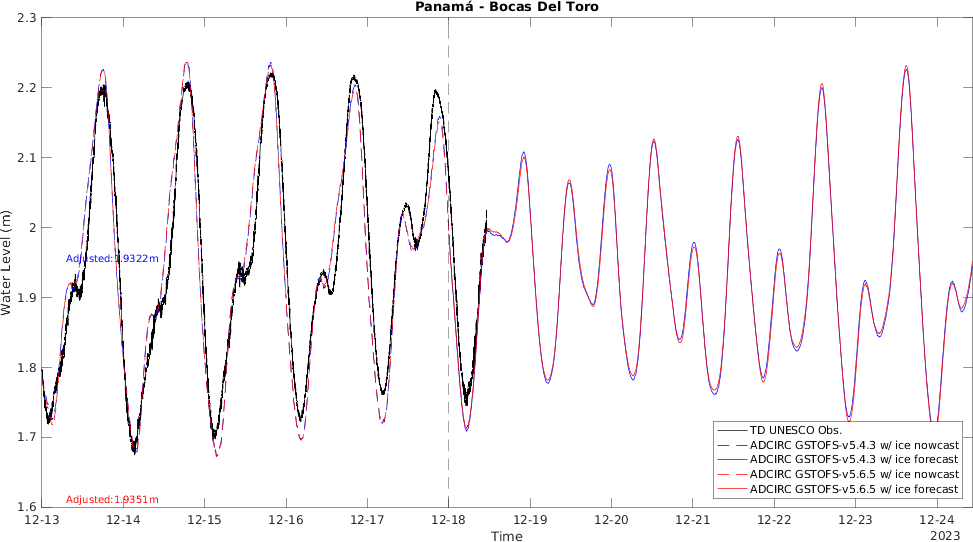 Panamá - Bocas Del Toro
2.3
2.2
2.1
2
1.9
1.8
1.7
1.6
Water Level (m)
Adjusted:1.9322m
Adjusted:1.9351m
TD UNESCO Obs.
ADCIRC GSTOFS-v5.4.3 w/ ice nowcast
ADCIRC GSTOFS-v5.4.3 w/ ice forecast
ADCIRC GSTOFS-v5.6.5 w/ ice nowcast
ADCIRC GSTOFS-v5.6.5 w/ ice forecast
12-13 12-14 12-15 12-16 12-17 12-18 12-19 12-20 12-21 12-22 12-23 12-24
Time
2023